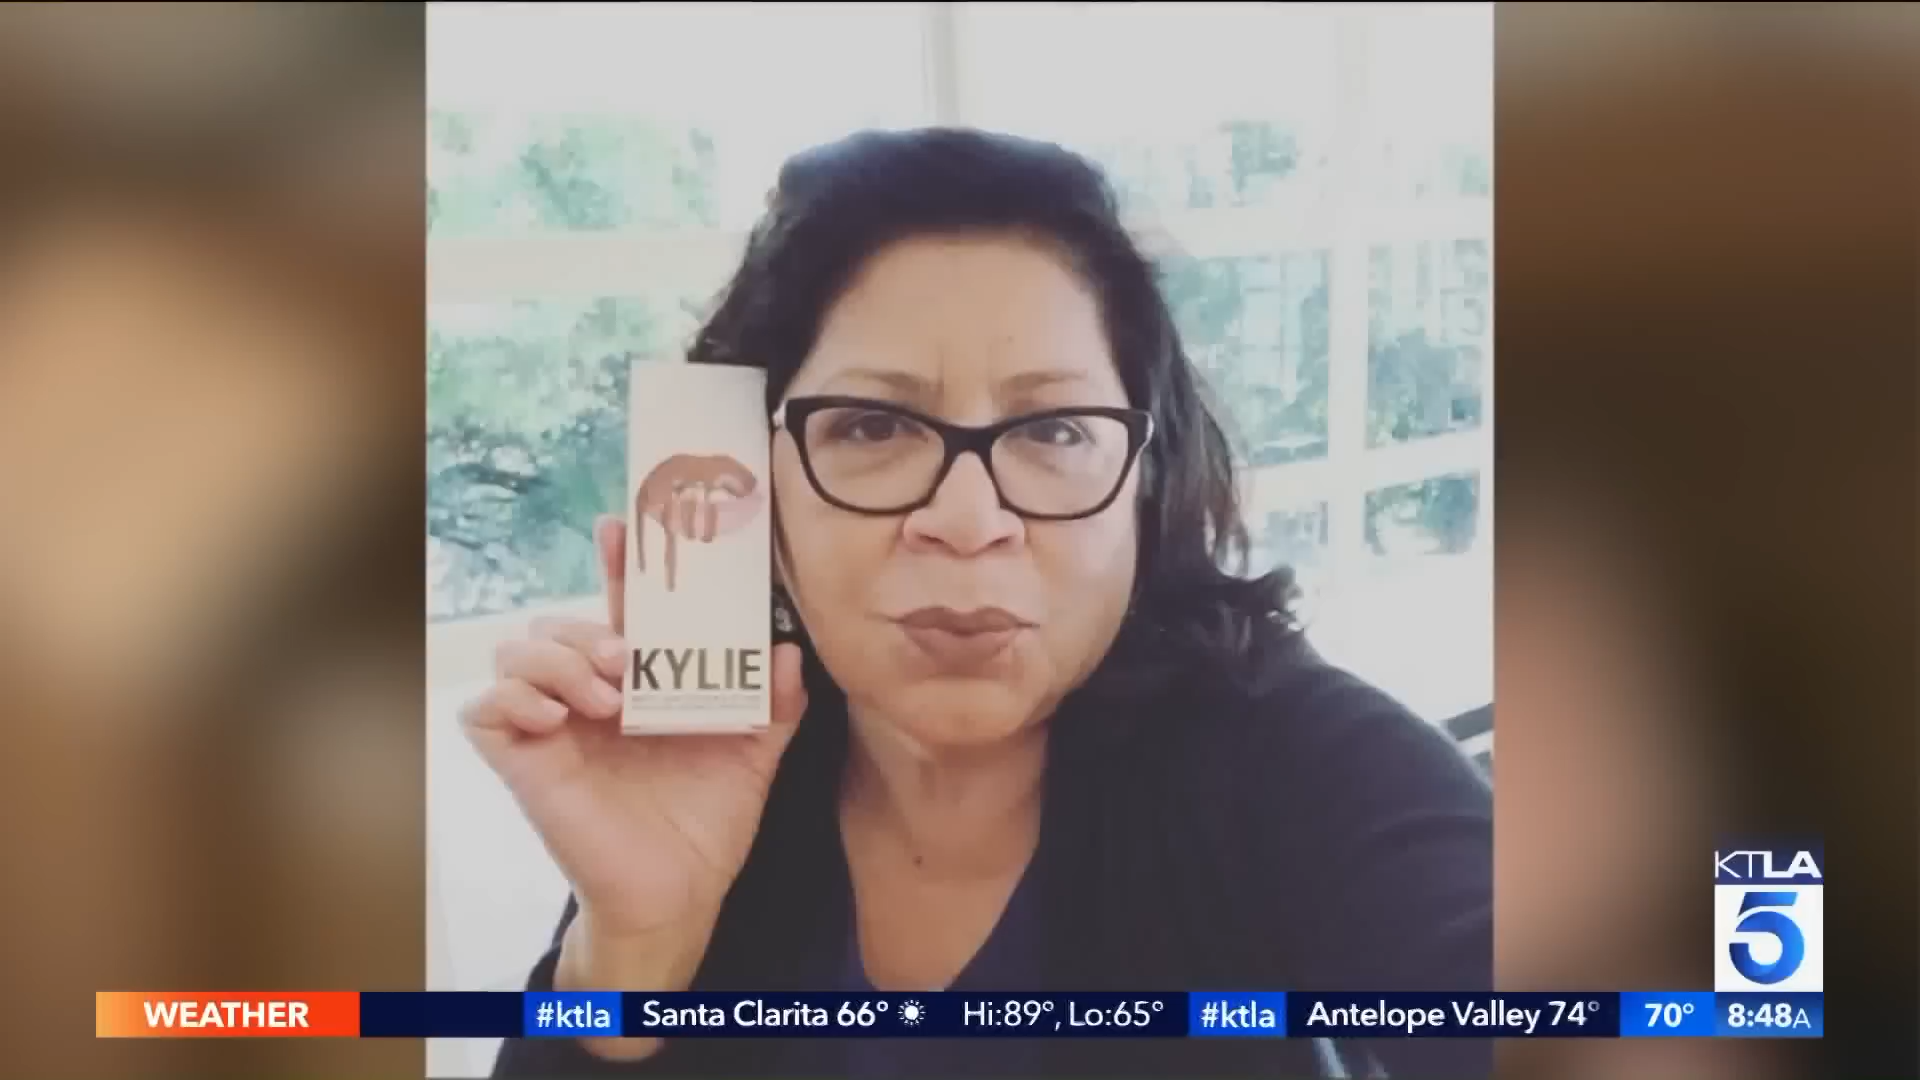 KYLIE
KTLA
5
WEATHER
#ktla
Santa Clarita 66° Hi:89°, Lo:65°
#ktla
Antelope Valley 74°
70°
8:48A